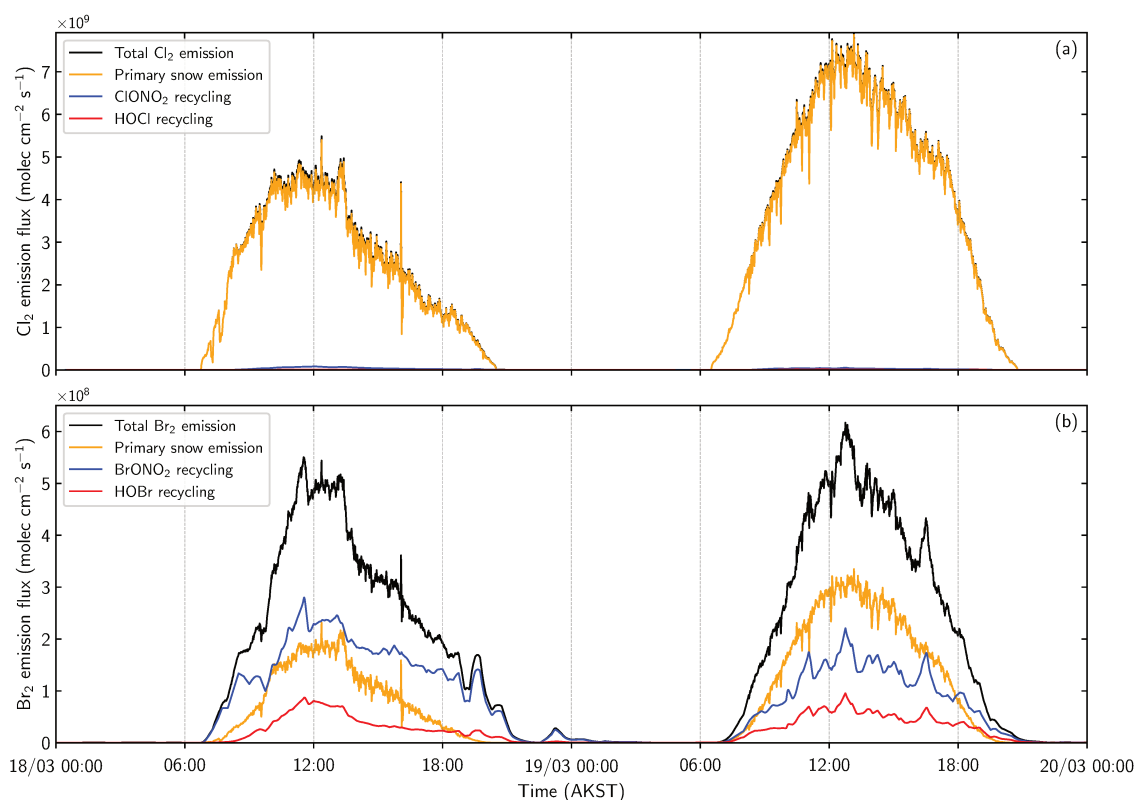 ×10⁹
(a)
Total Cl₂ emission
Primary snow emission
ClONO₂ recycling
HOCl recycling
7
6
5
4
3
2
1
0
Cl₂ emission flux (molec cm⁻² s⁻¹)
×10⁸
(b)
Total Br₂ emission
Primary snow emission
BrONO₂ recycling
HOBr recycling
6
5
4
3
2
1
0
Br₂ emission flux (molec cm⁻² s⁻¹)
18/03 00:00 06:00 12:00 18:00 19/03 00:00 06:00 12:00 18:00 20/03 00:00
Time (AKST)